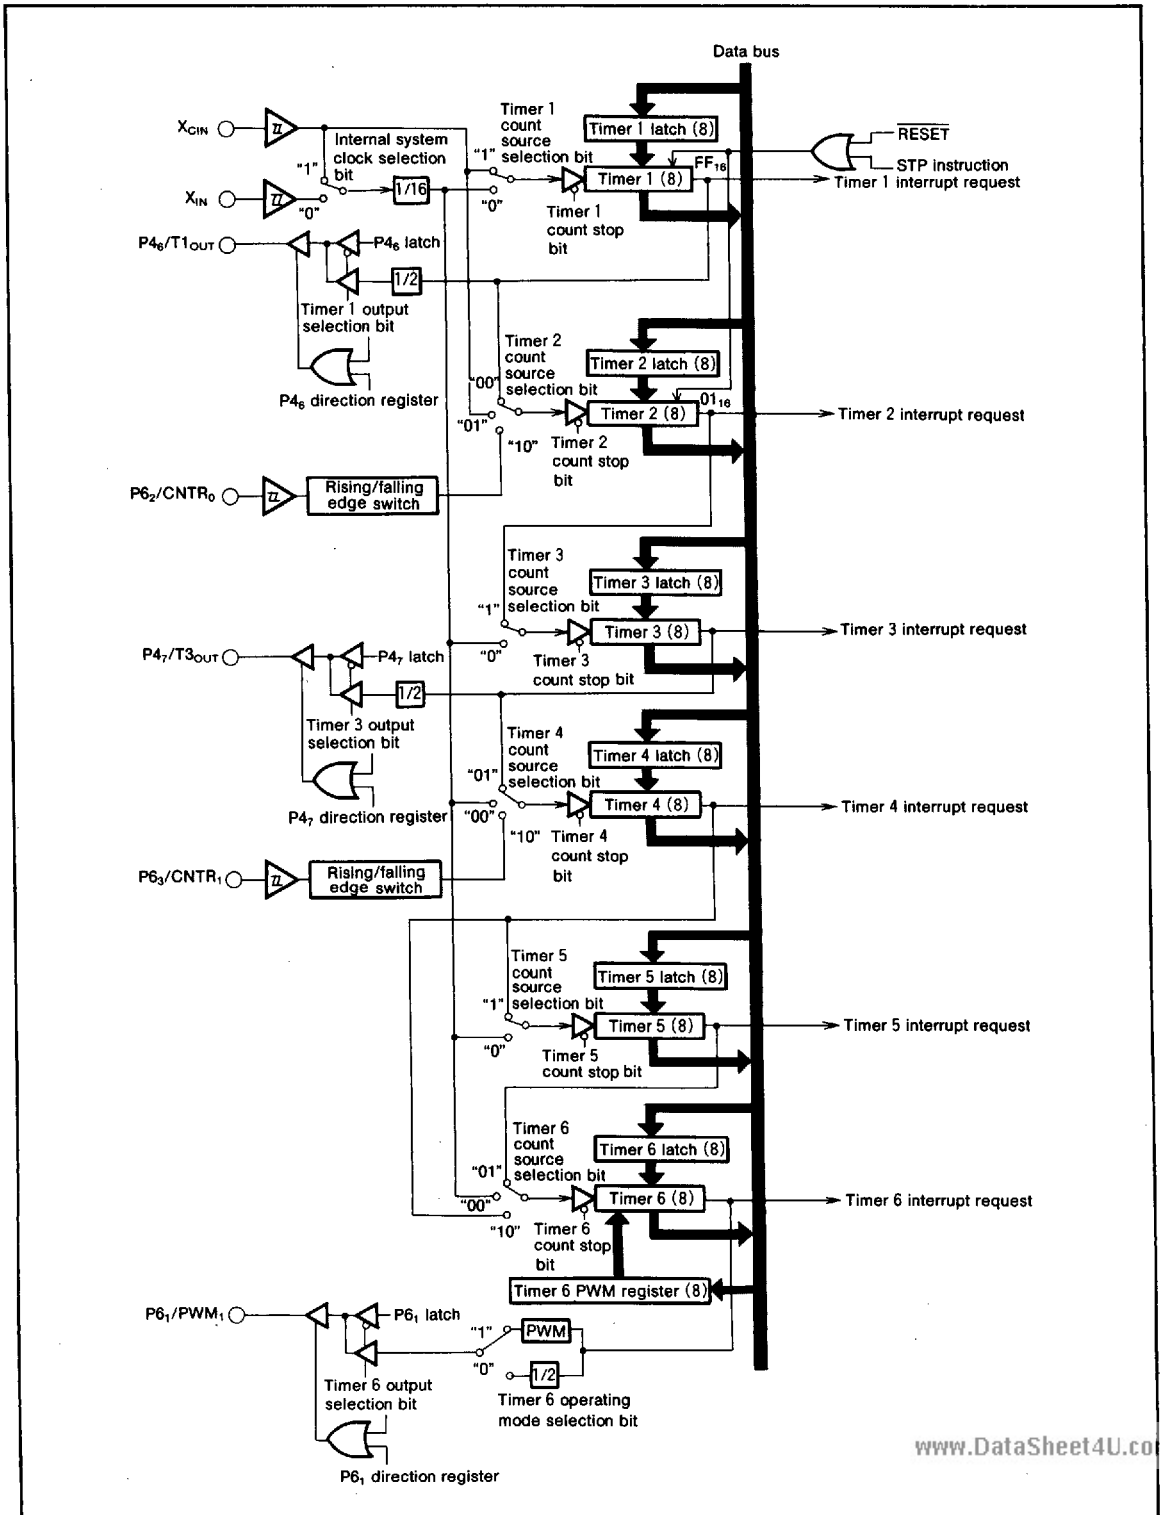 Data bus
X_CIN
Internal system
clock selection
bit
"1"
"0"
X_IN
1/16
Timer 1
count
source
selection bit
"1"
"0"
Timer 1 latch (8)
Timer 1 (8)
FF₁₆
RESET
STP instruction
Timer 1 interrupt request
Timer 1
count stop
bit
P4₆/T1_OUT
P4₆ latch
1/2
Timer 1 output
selection bit
P4₆ direction register
Timer 2
count
source
selection bit
"00"
"01"
"10"
Timer 2 latch (8)
Timer 2 (8)
01₁₆
Timer 2 interrupt request
Timer 2
count stop
bit
P6₂/CNTR₀
Rising/falling
edge switch
Timer 3
count
source
selection bit
"1"
"0"
Timer 3 latch (8)
Timer 3 (8)
Timer 3 interrupt request
Timer 3
count stop bit
P4₇/T3_OUT
P4₇ latch
1/2
Timer 3 output
selection bit
P4₇ direction register
Timer 4
count
source
selection bit
"01"
"00"
"10"
Timer 4 latch (8)
Timer 4 (8)
Timer 4 interrupt request
Timer 4
count stop
bit
P6₃/CNTR₁
Rising/falling
edge switch
Timer 5
count
source
selection bit
"1"
"0"
Timer 5 latch (8)
Timer 5 (8)
Timer 5 interrupt request
Timer 5
count stop bit
Timer 6
count
source
selection bit
"01"
"00"
"10"
Timer 6 latch (8)
Timer 6 (8)
Timer 6 interrupt request
Timer 6
count stop
bit
Timer 6 PWM register (8)
P6₁/PWM₁
P6₁ latch
"1"
PWM
"0"
1/2
Timer 6 output
selection bit
Timer 6 operating
mode selection bit
P6₁ direction register
www.DataSheet4U.co